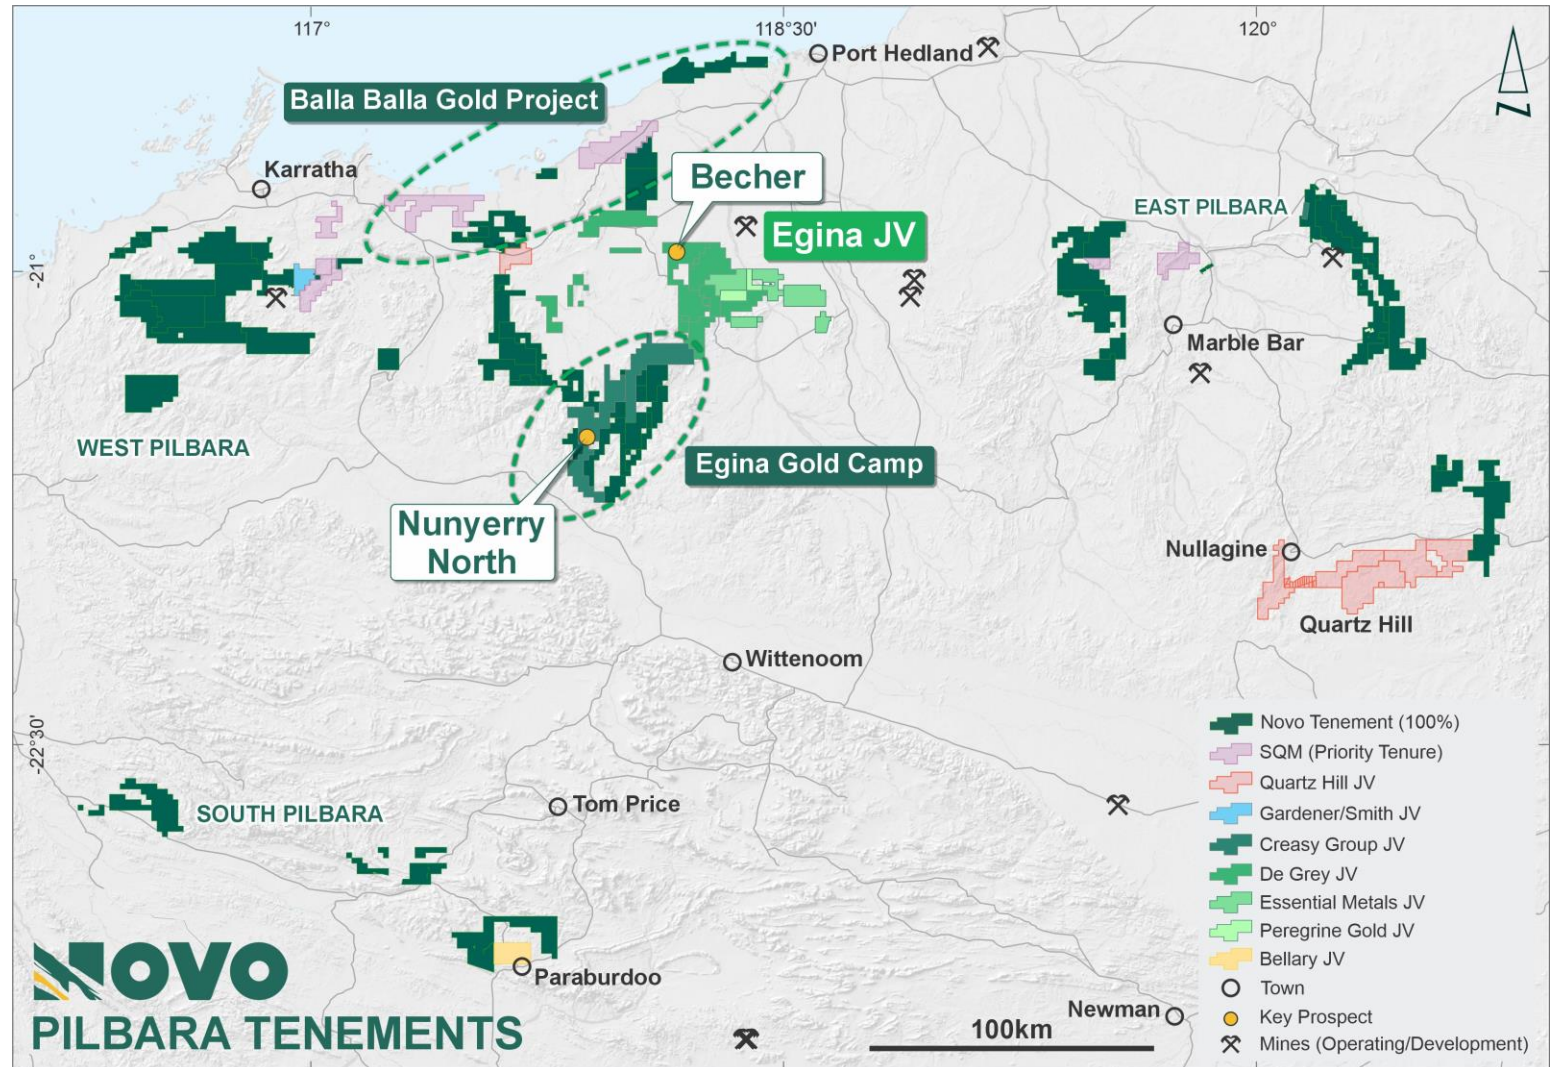 117°
118°30'
120°
Port Hedland
Balla Balla Gold Project
Karratha
Becher
EAST PILBARA
Egina JV
-21°
Marble Bar
WEST PILBARA
Egina Gold Camp
Nunyerry
North
Nullagine
Quartz Hill
Wittenoom
-22°30'
Tom Price
SOUTH PILBARA
Paraburdoo
Newman
100km
NOVO
PILBARA TENEMENTS
Novo Tenement (100%)
SQM (Priority Tenure)
Quartz Hill JV
Gardener/Smith JV
Creasy Group JV
De Grey JV
Essential Metals JV
Peregrine Gold JV
Bellary JV
Town
Key Prospect
Mines (Operating/Development)
Z